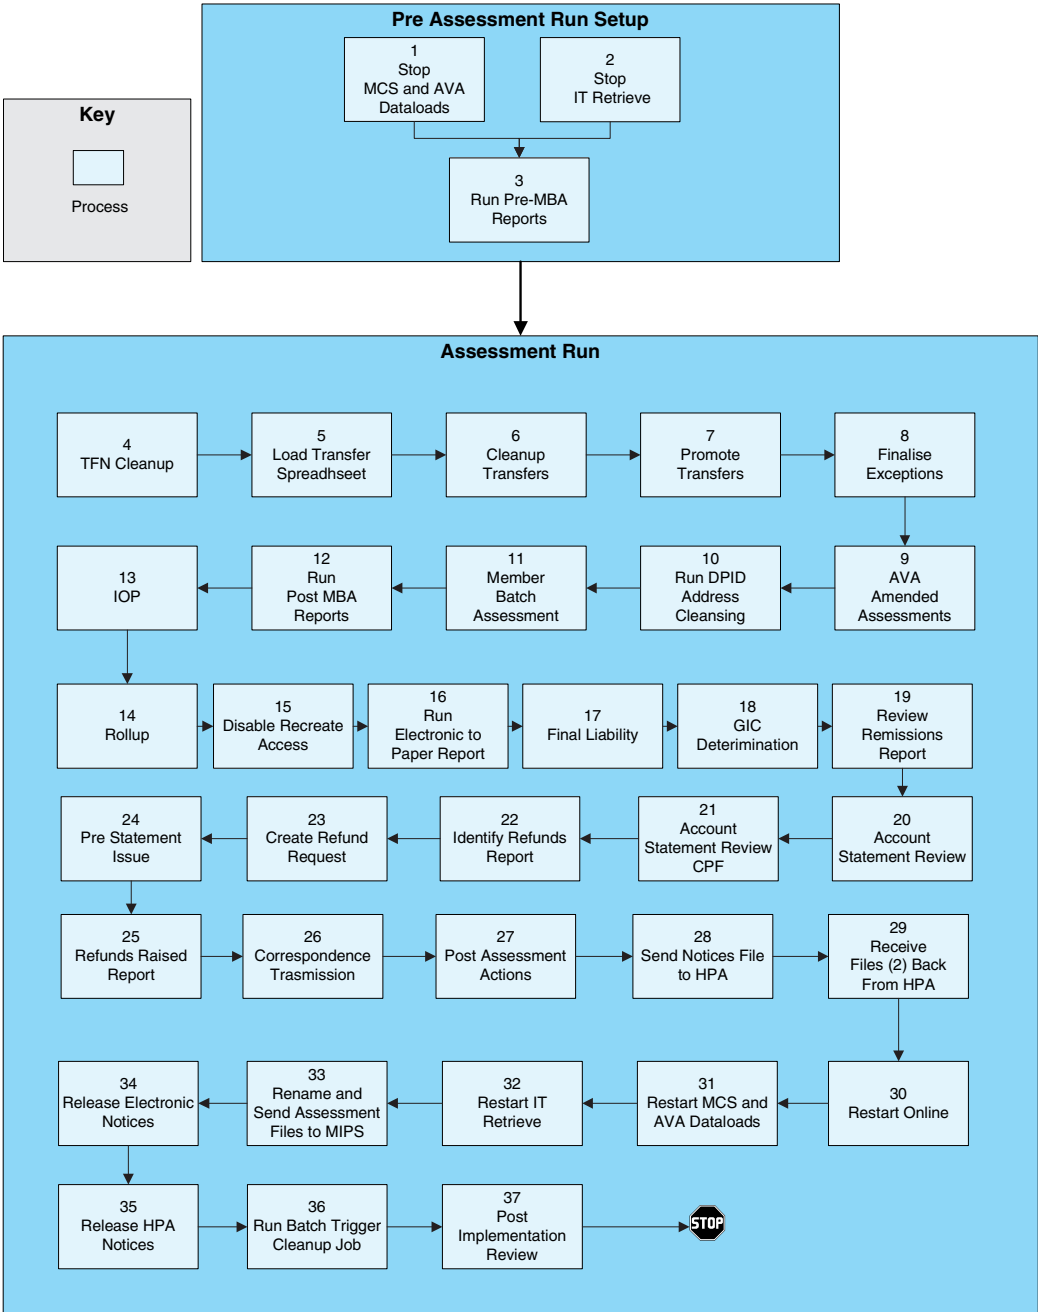 Pre Assessment Run Setup
1
Stop
MCS and AVA
Dataloads
2
Stop
IT Retrieve
3
Run Pre-MBA
Reports
Key
Process
Assessment Run
4
TFN Cleanup
5
Load Transfer
Spreadhseet
6
Cleanup
Transfers
7
Promote
Transfers
8
Finalise
Exceptions
9
AVA
Amended
Assessments
10
Run DPID
Address
Cleansing
11
Member
Batch
Assessment
12
Run
Post MBA
Reports
13
IOP
14
Rollup
15
Disable Recreate
Access
16
Run
Electronic to
Paper Report
17
Final Liability
18
GIC
Deterimination
19
Review
Remissions
Report
20
Account
Statement Review
21
Account
Statement Review
CPF
22
Identify Refunds
Report
23
Create Refund
Request
24
Pre Statement
Issue
25
Refunds Raised
Report
26
Correspondence
Trasmission
27
Post Assessment
Actions
28
Send Notices File
to HPA
29
Receive
Files (2) Back
From HPA
30
Restart Online
31
Restart MCS and
AVA Dataloads
32
Restart IT
Retrieve
33
Rename and
Send Assessment
Files to MIPS
34
Release Electronic
Notices
35
Release HPA
Notices
36
Run Batch Trigger
Cleanup Job
37
Post
Implementation
Review
STOP